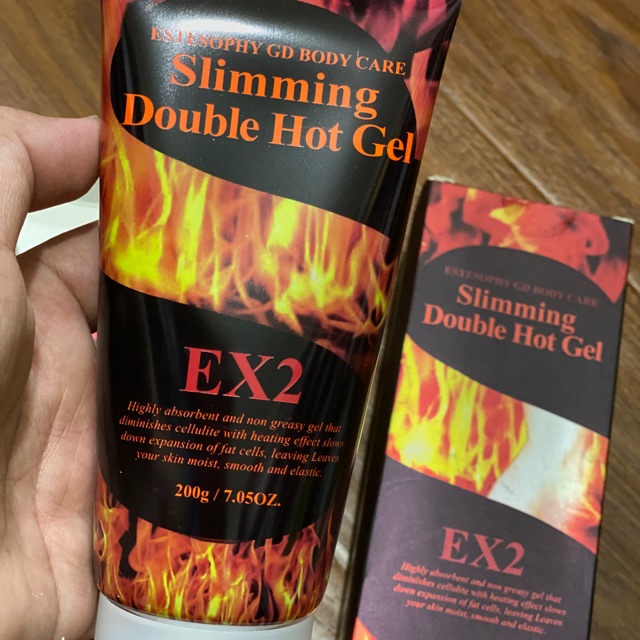 ESTESOPHY GD BODY CARE
Slimming
Double Hot Gel
EX2
Highly absorbent and non greasy gel that
diminishes cellulite with heating effect slows
down expansion of fat cells, leaving Leaves
your skin moist, smooth and elastic.
200g / 7.05OZ.
ESTESOPHY GD BODY CARE
Slimming
Double Hot Gel
EX2
Highly absorbent and non greasy gel that
diminishes cellulite with heating effect slows
down expansion of fat cells, leaving Leaves
your skin moist, smooth and elastic.